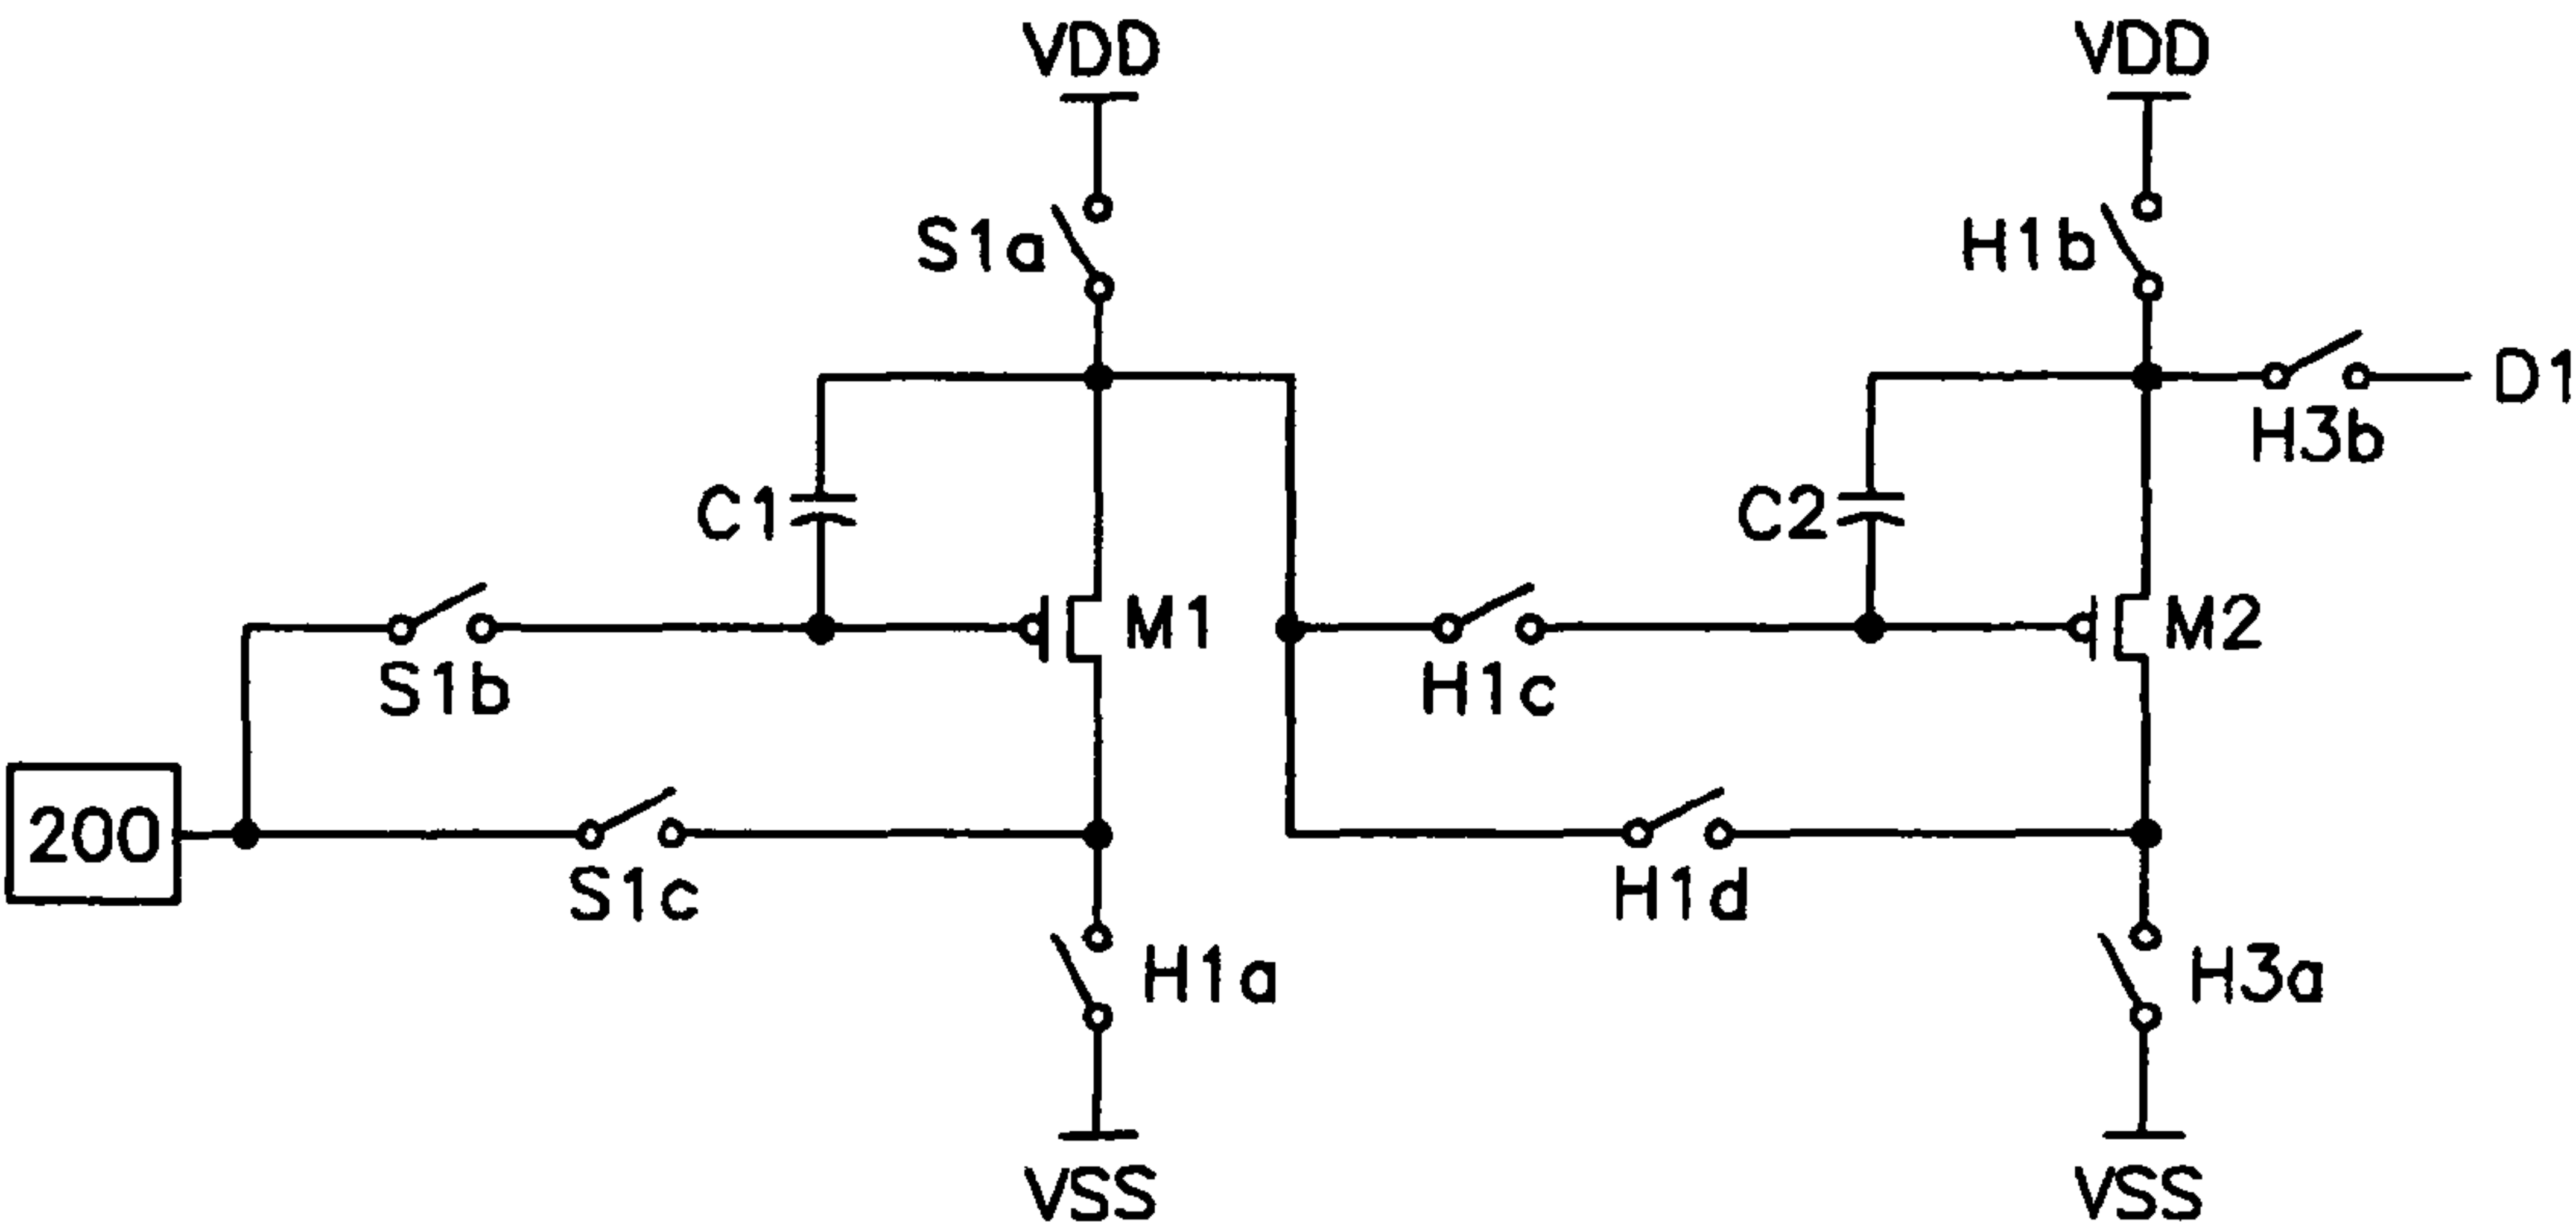 VDD
VDD
S1a
H1b
D1
H3b
C1
C2
M1
M2
S1b
H1c
200
S1c
H1d
H1a
H3a
VSS
VSS